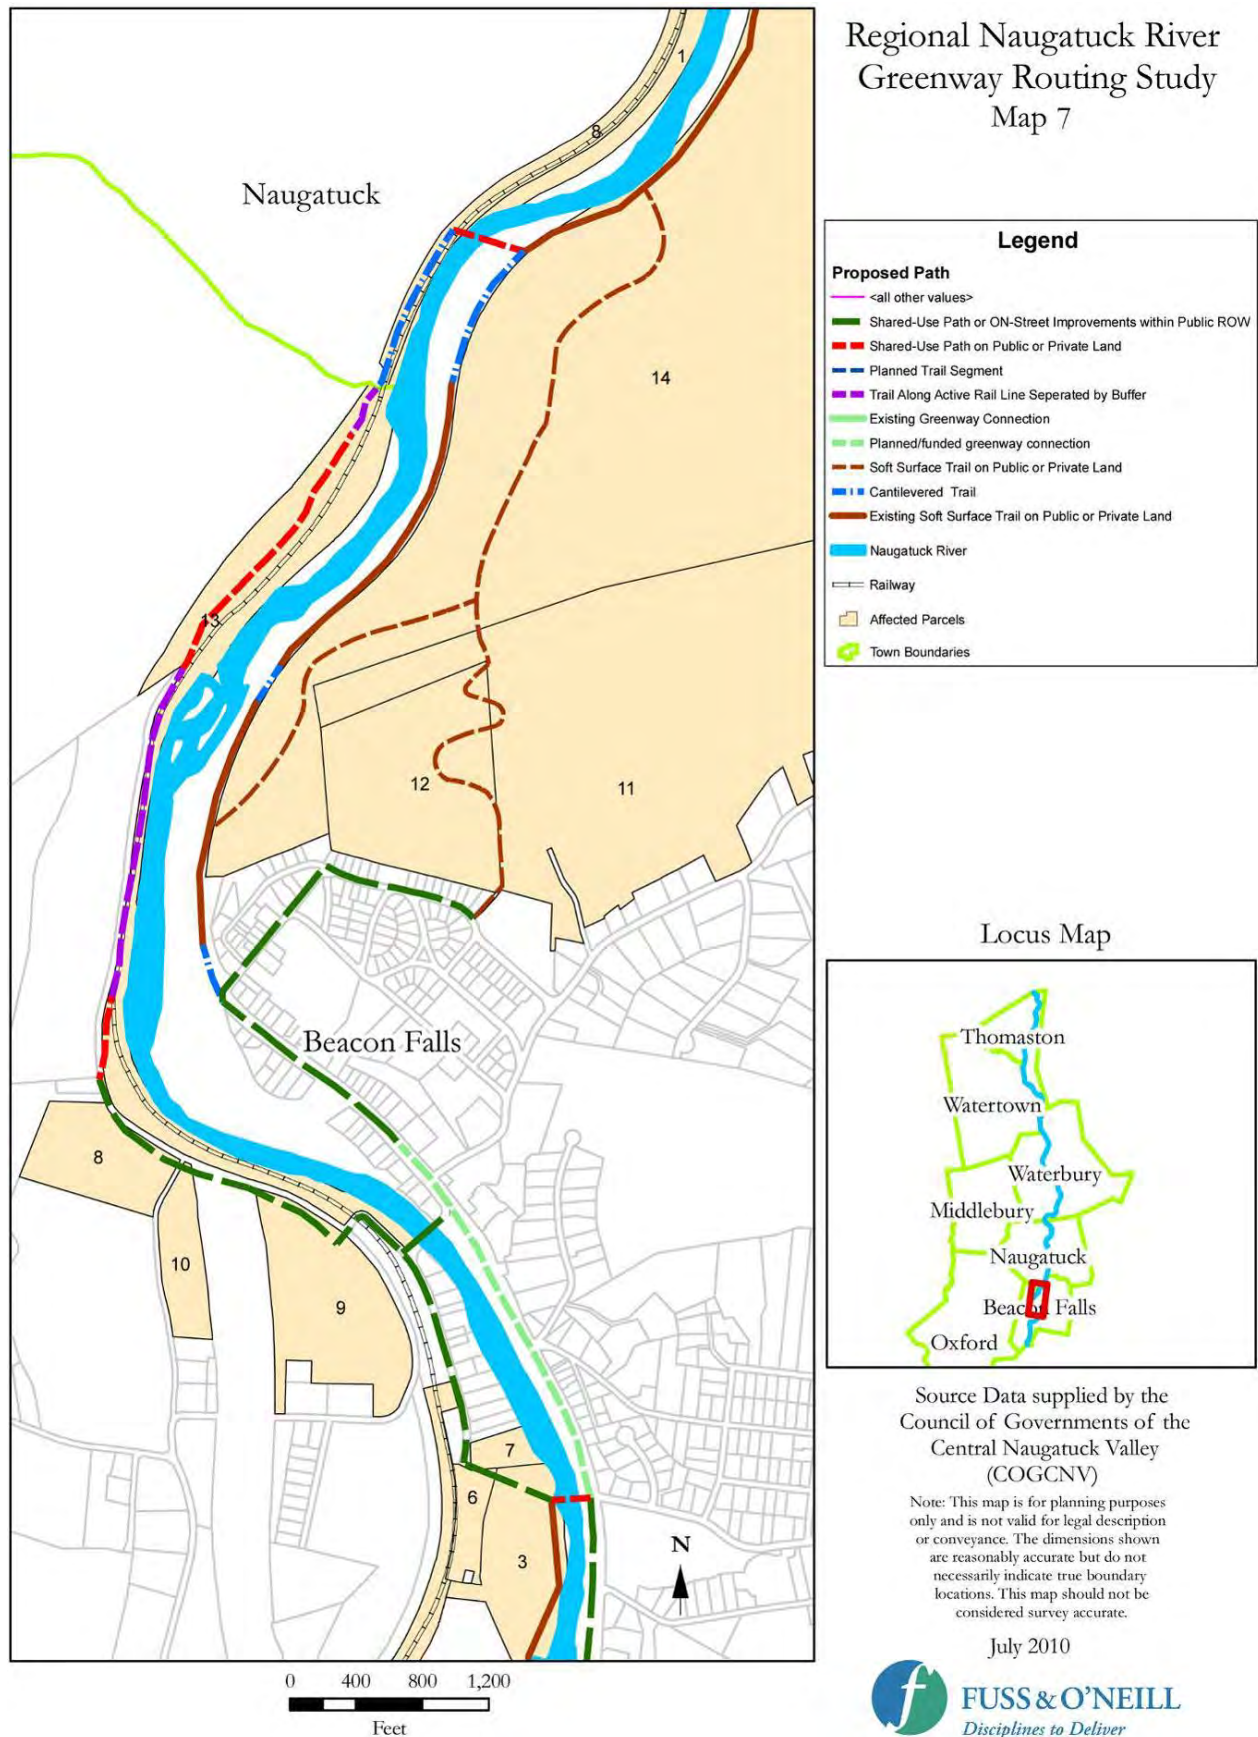 Regional Naugatuck River
Greenway Routing Study
Map 7
1
8
Naugatuck
14
13
12
11
Beacon Falls
8
10
9
7
6
3
N
0 400 800 1,200
Feet
Legend
Proposed Path
<all other values>
Shared-Use Path or ON-Street Improvements within Public ROW
Shared-Use Path on Public or Private Land
Planned Trail Segment
Trail Along Active Rail Line Seperated by Buffer
Existing Greenway Connection
Planned/funded greenway connection
Soft Surface Trail on Public or Private Land
Cantilevered Trail
Existing Soft Surface Trail on Public or Private Land
Naugatuck River
Railway
Affected Parcels
Town Boundaries
Locus Map
Thomaston
Watertown
Waterbury
Middlebury
Naugatuck
Beacon Falls
Oxford
Source Data supplied by the
Council of Governments of the
Central Naugatuck Valley
(COGCNV)
Note: This map is for planning purposes
only and is not valid for legal description
or conveyance. The dimensions shown
are reasonably accurate but do not
necessarily indicate true boundary
locations. This map should not be
considered survey accurate.
July 2010
f
FUSS & O'NEILL
Disciplines to Deliver